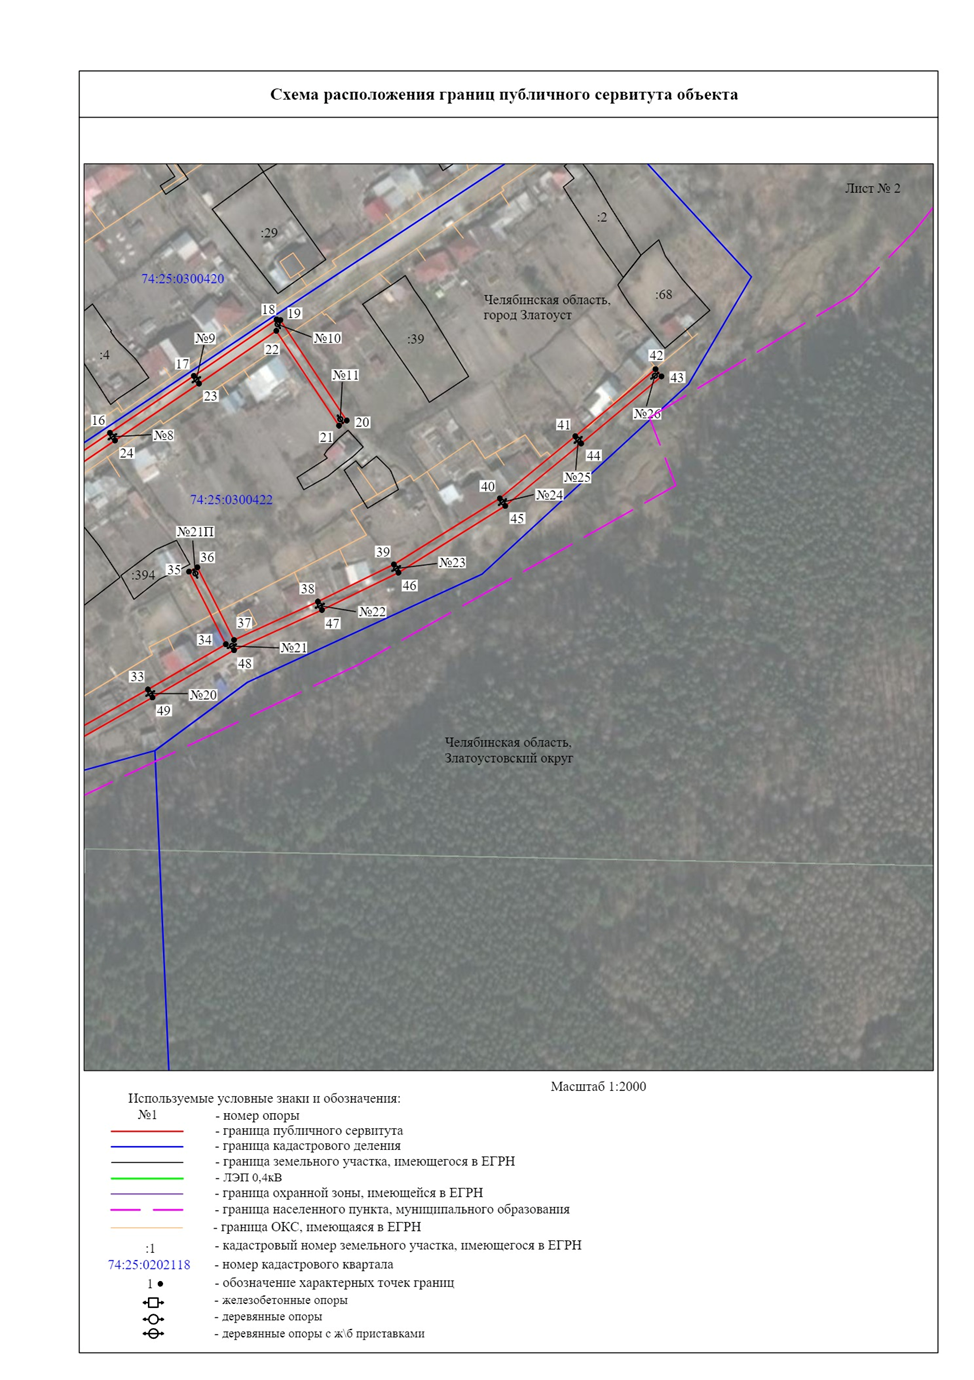 Схема расположения границ публичного сервитута объекта
Лист № 2
:2
:29
74:25:0300420
:68
Челябинская область,
город Златоуст
18
19
№9
№10
:39
22
:4
17
42
43
№11
23
№26
16
20
41
№8
21
24
44
№25
40
№24
74:25:0300422
45
№21П
36
39
№23
35
:394
46
38
№22
37
47
34
№21
48
33
№20
49
Челябинская область,
Златоустовский округ
Масштаб 1:2000
Используемые условные знаки и обозначения:
№1 - номер опоры
- граница публичного сервитута
- граница кадастрового деления
- граница земельного участка, имеющегося в ЕГРН
- ЛЭП 0,4кВ
- граница охранной зоны, имеющейся в ЕГРН
- граница населенного пункта, муниципального образования
- граница ОКС, имеющаяся в ЕГРН
:1 - кадастровый номер земельного участка, имеющегося в ЕГРН
74:25:0202118 - номер кадастрового квартала
1 - обозначение характерных точек границ
- железобетонные опоры
- деревянные опоры
- деревянные опоры с ж\б приставками